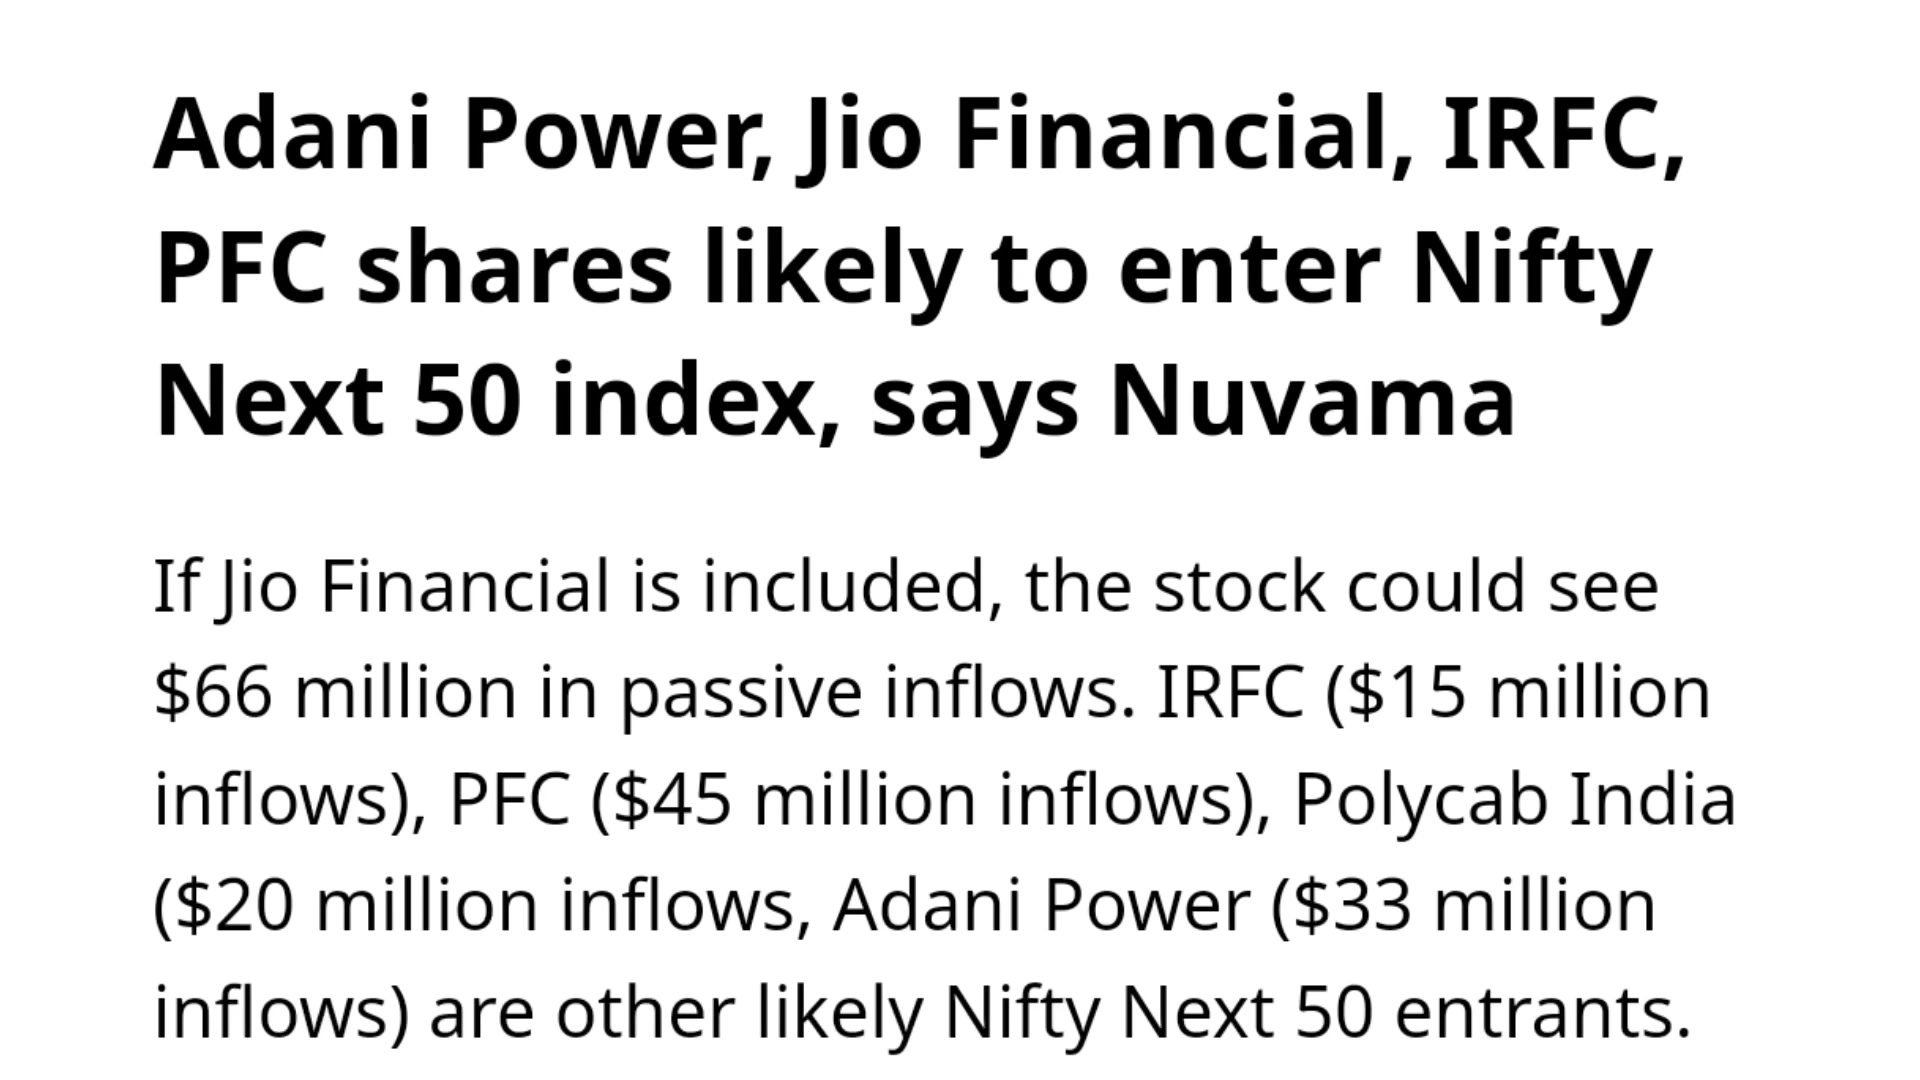 Adani Power, Jio Financial, IRFC,
PFC shares likely to enter Nifty
Next 50 index, says Nuvama
If Jio Financial is included, the stock could see
$66 million in passive inflows. IRFC ($15 million
inflows), PFC ($45 million inflows), Polycab India
($20 million inflows, Adani Power ($33 million
inflows) are other likely Nifty Next 50 entrants.